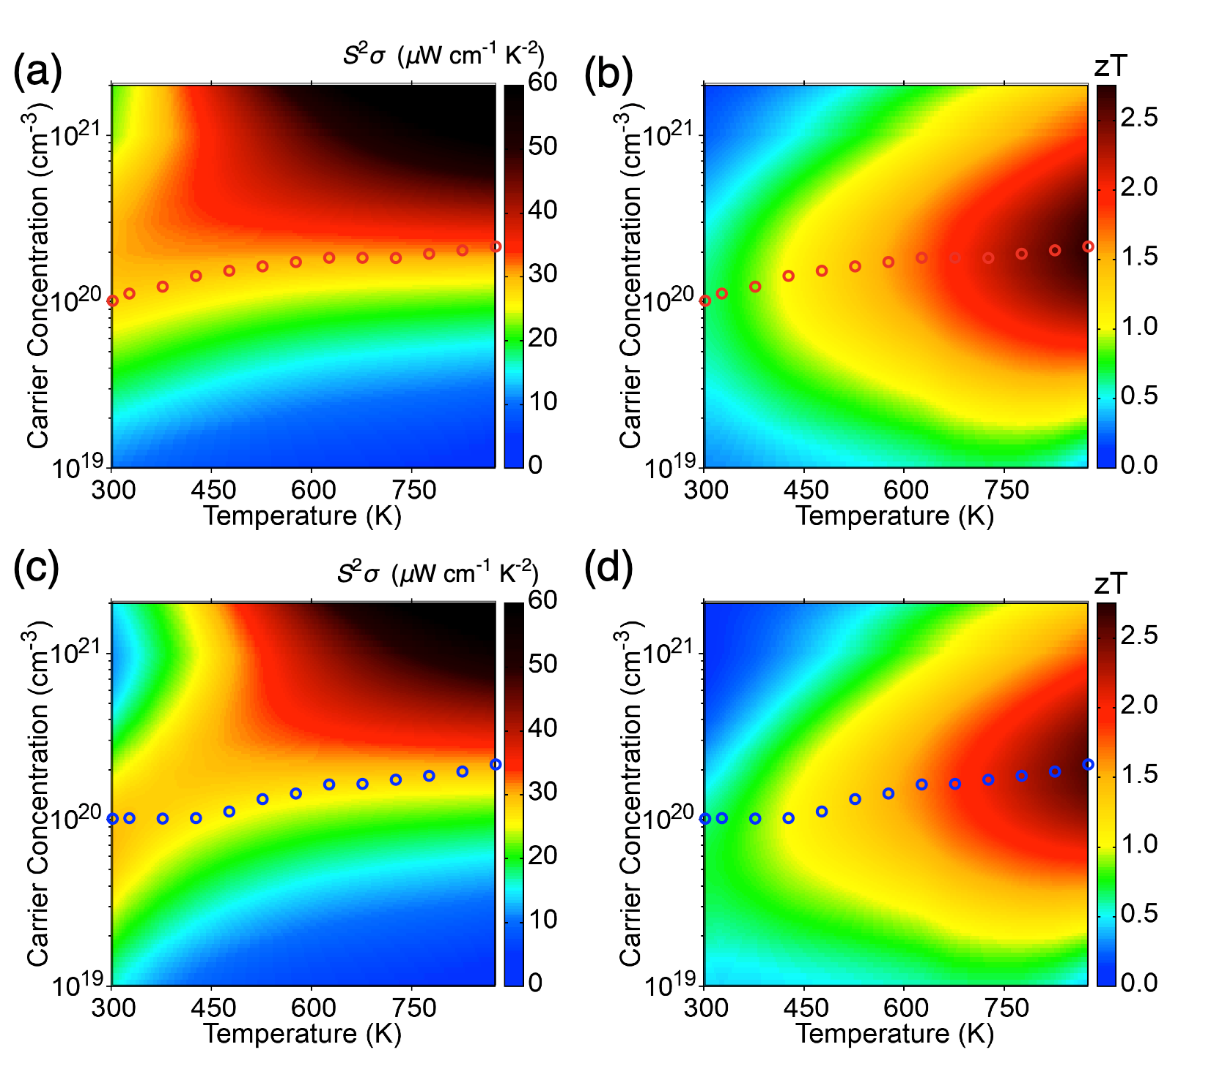 (a)
S²σ (μW cm⁻¹ K⁻²)
60
50
40
30
20
10
0
Carrier Concentration (cm⁻³)
10²¹
10²⁰
10¹⁹
300 450 600 750
Temperature (K)
(b)
zT
2.5
2.0
1.5
1.0
0.5
0.0
Carrier Concentration (cm⁻³)
10²¹
10²⁰
10¹⁹
300 450 600 750
Temperature (K)
(c)
S²σ (μW cm⁻¹ K⁻²)
60
50
40
30
20
10
0
Carrier Concentration (cm⁻³)
10²¹
10²⁰
10¹⁹
300 450 600 750
Temperature (K)
(d)
zT
2.5
2.0
1.5
1.0
0.5
0.0
Carrier Concentration (cm⁻³)
10²¹
10²⁰
10¹⁹
300 450 600 750
Temperature (K)